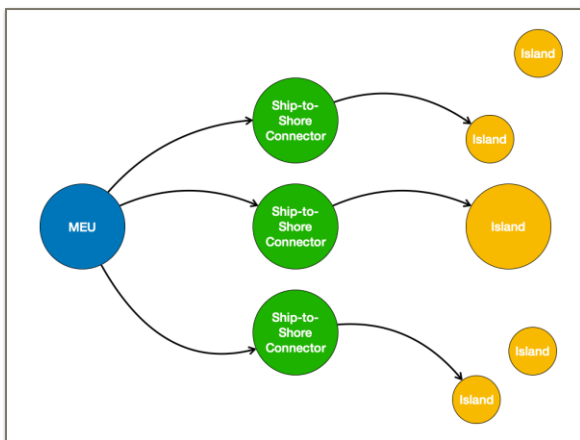 Island
Ship-to-
Shore
Connector
Island
MEU
Ship-to-
Shore
Connector
Island
Ship-to-
Shore
Connector
Island
Island